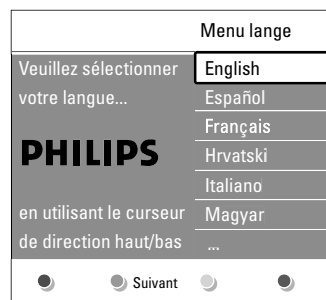 Menu lange
Veuillez sélectionner
votre langue...
PHILIPS
en utilisant le curseur
de direction haut/bas
English
Español
Français
Hrvatski
Italiano
Magyar
...
Suivant